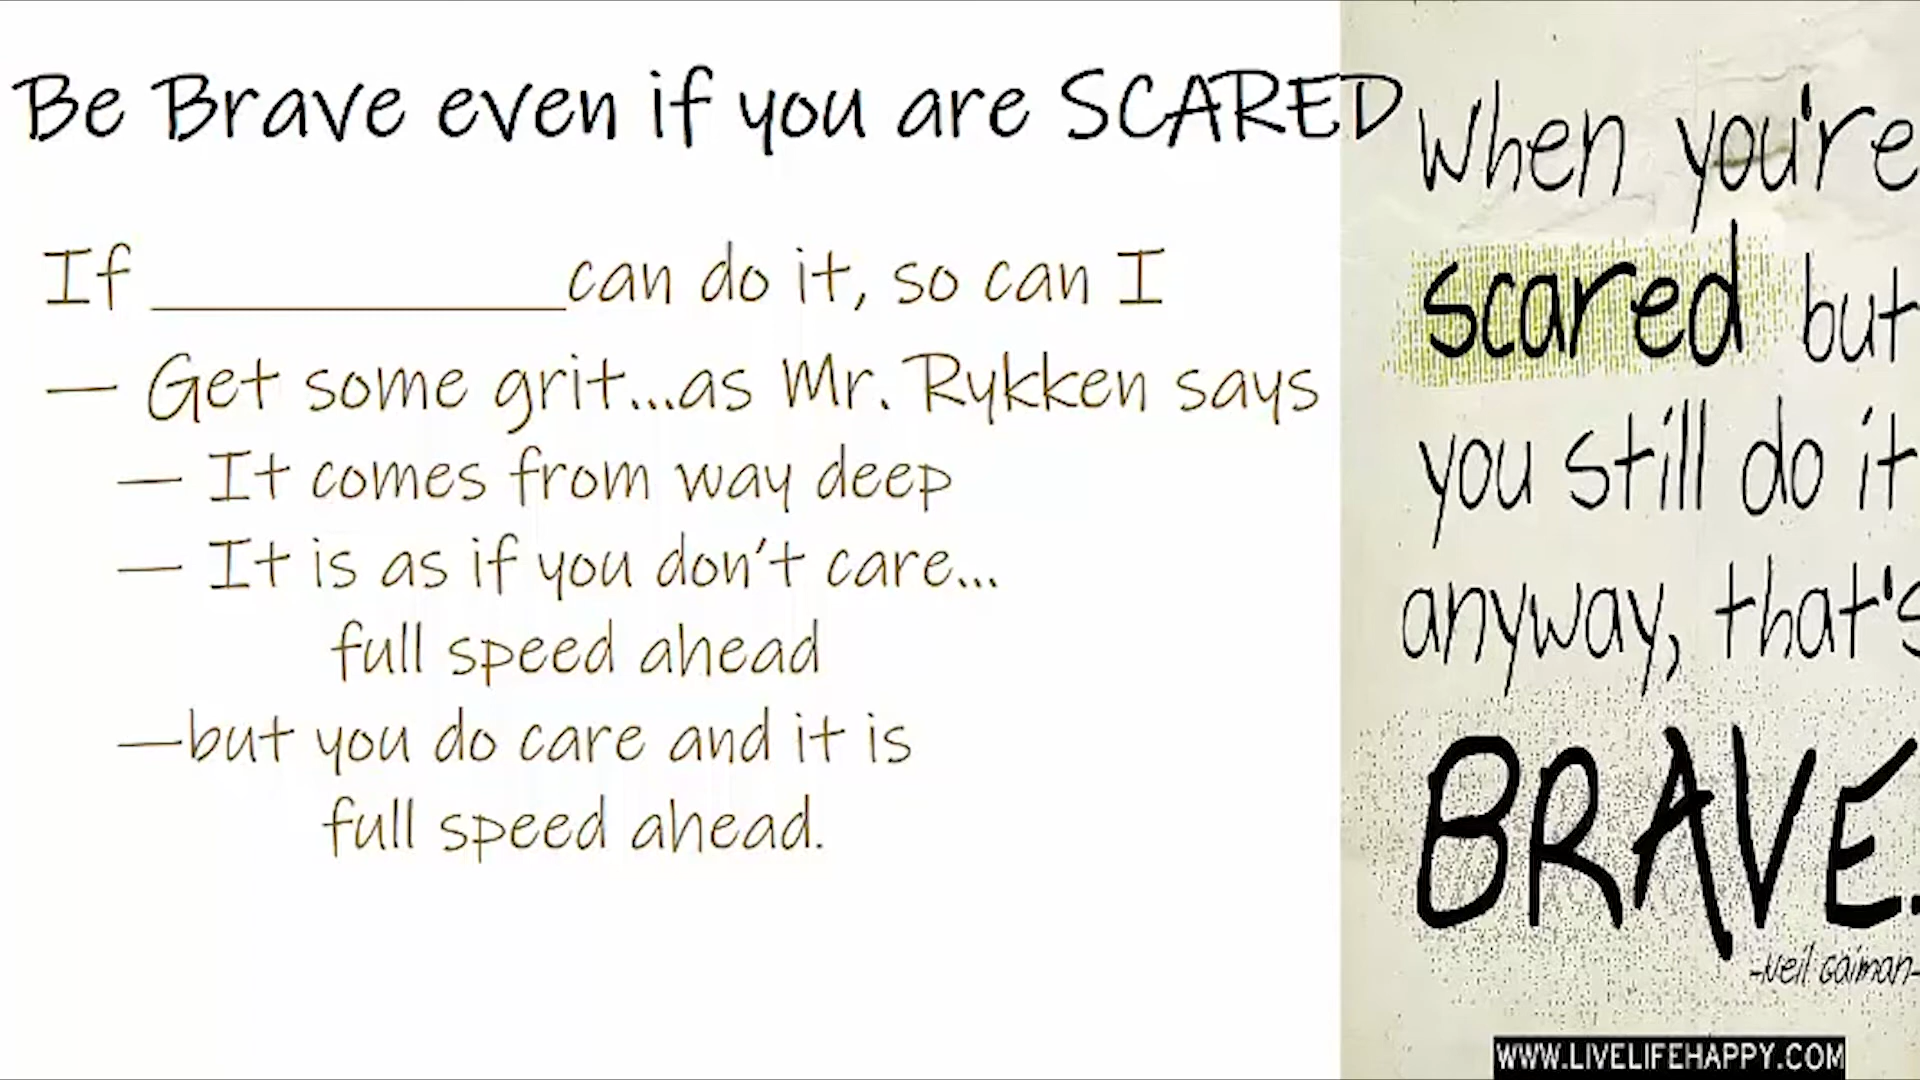 Be Brave even if you are SCARED
If ______________can do it, so can I
— Get some grit...as Mr. Rykken says
— It comes from way deep
— It is as if you don't care...
full speed ahead
—but you do care and it is
full speed ahead.
When you're
scared but
you still do it
anyway, that's
BRAVE.
-Neil Gaiman-
WWW.LIVELIFEHAPPY.COM